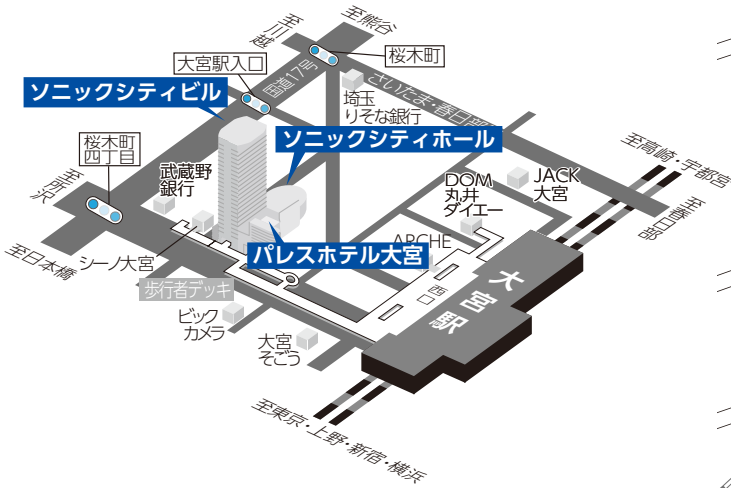 至熊谷
至川越
桜木町
大宮駅入口
国道17号
ソニックシティビル
埼玉
りそな銀行
さいたま・春日部
ソニックシティホール
桜木町
四丁目
至所沢
武蔵野
銀行
至高崎・宇都宮
JACK
大宮
DOM
丸井
ダイエー
至春日部
ARCHE
至日本橋
シーノ大宮
パレスホテル大宮
歩行者デッキ
西口
大宮駅
ビック
カメラ
大宮
そごう
至東京・上野・新宿・横浜